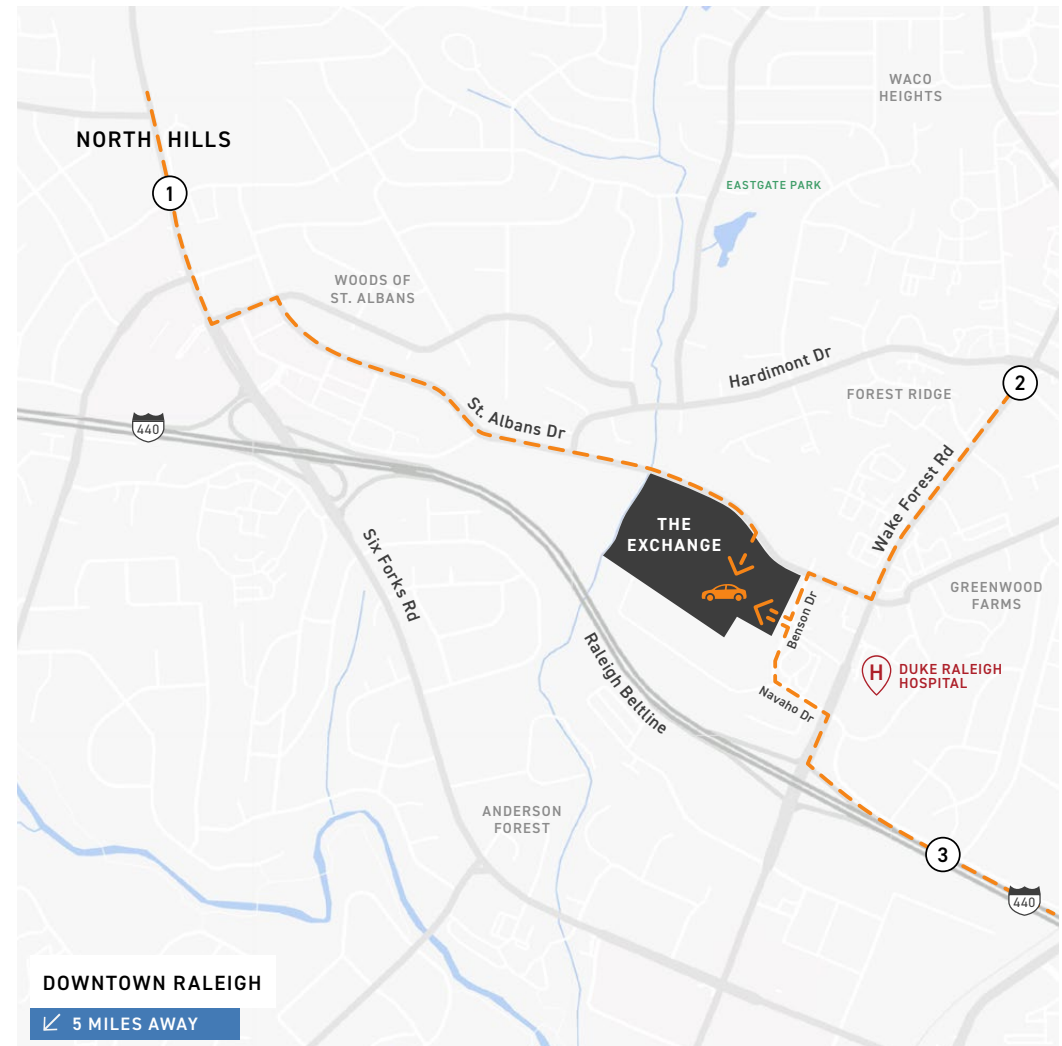 WACO
HEIGHTS
NORTH HILLS
1
EASTGATE PARK
WOODS OF
ST. ALBANS
Hardimont Dr
2
FOREST RIDGE
440
St. Albans Dr
Wake Forest Rd
THE
EXCHANGE
Six Forks Rd
GREENWOOD
FARMS
Benson Dr
Raleigh Beltline
H
DUKE RALEIGH
HOSPITAL
Navaho Dr
ANDERSON
FOREST
3
440
DOWNTOWN RALEIGH
5 MILES AWAY